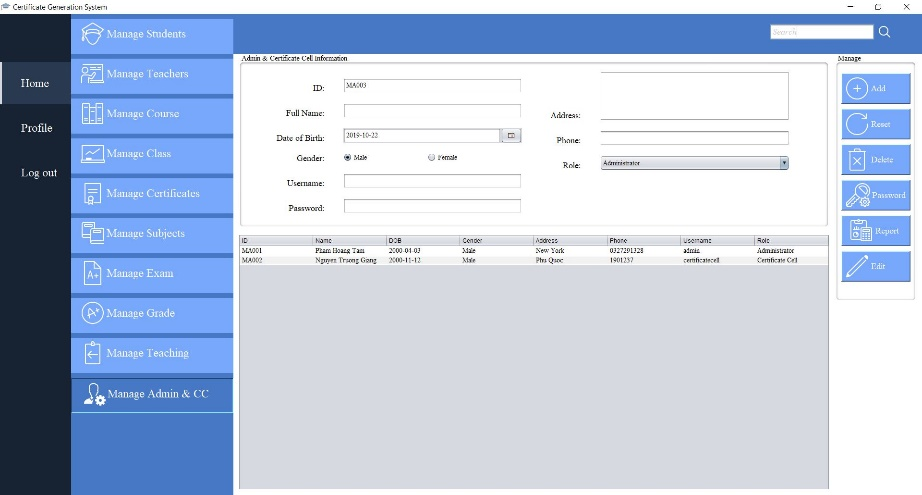 Certificate Generation System
Home
Profile
Log out
Manage Students
Manage Teachers
Manage Course
Manage Class
Manage Certificates
Manage Subjects
Manage Exam
Manage Grade
Manage Teaching
Manage Admin & CC
Search
Admin & Certificate Cell Information
ID: MA003
Full Name:
Date of Birth: 2019-10-22
Gender: Male Female
Username:
Password:
Address:
Phone:
Role: Administrator
Manage
Add
Reset
Delete
Password
Report
Edit
ID Name DOB Gender Address Phone Username Role
MA001 Pham Hoang Tam 2000-04-03 Male New York 0327291328 admin Administrator
MA002 Nguyen Truong Giang 2000-11-12 Male Phu Quoc 1901237 certificatecell Certificate Cell